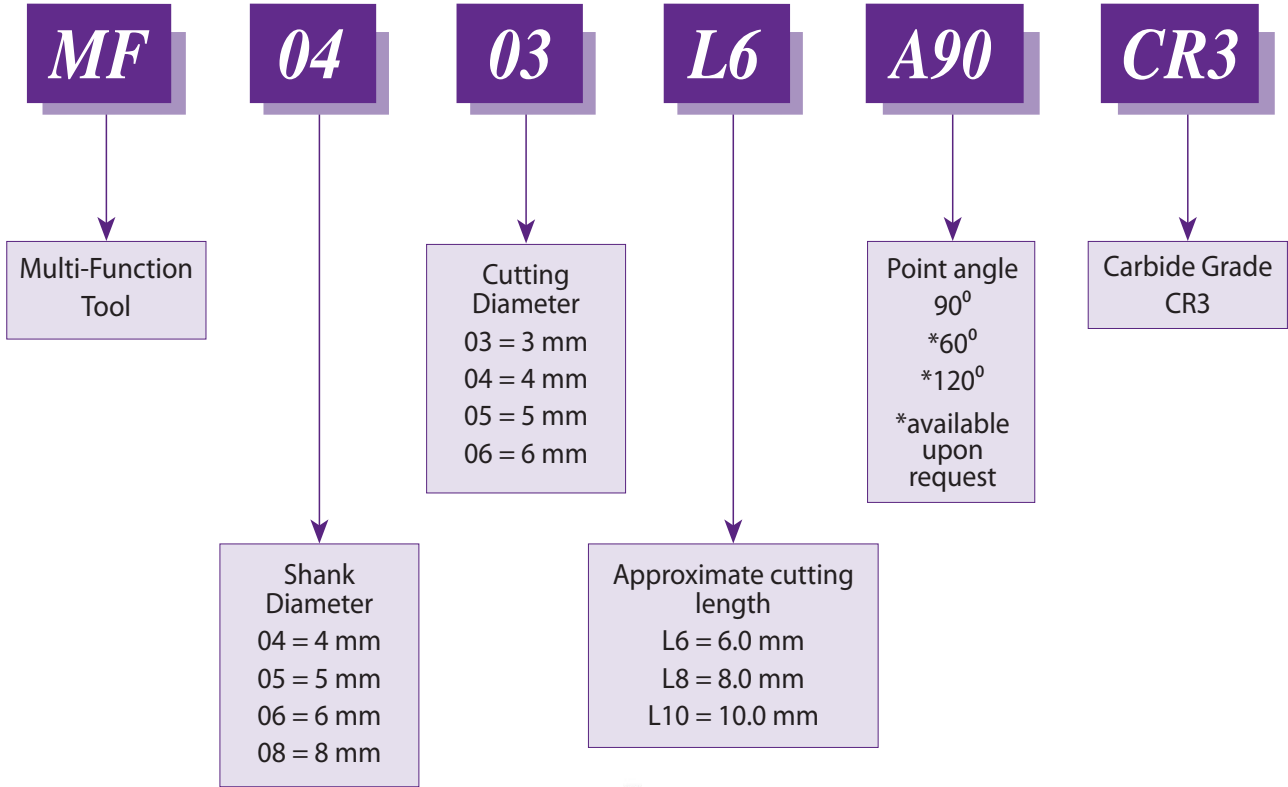 MF
04
03
L6
A90
CR3
Multi-Function
Tool
Shank
Diameter
04 = 4 mm
05 = 5 mm
06 = 6 mm
08 = 8 mm
Cutting
Diameter
03 = 3 mm
04 = 4 mm
05 = 5 mm
06 = 6 mm
Approximate cutting
length
L6 = 6.0 mm
L8 = 8.0 mm
L10 = 10.0 mm
Point angle
90⁰
*60⁰
*120⁰
*available
upon
request
Carbide Grade
CR3